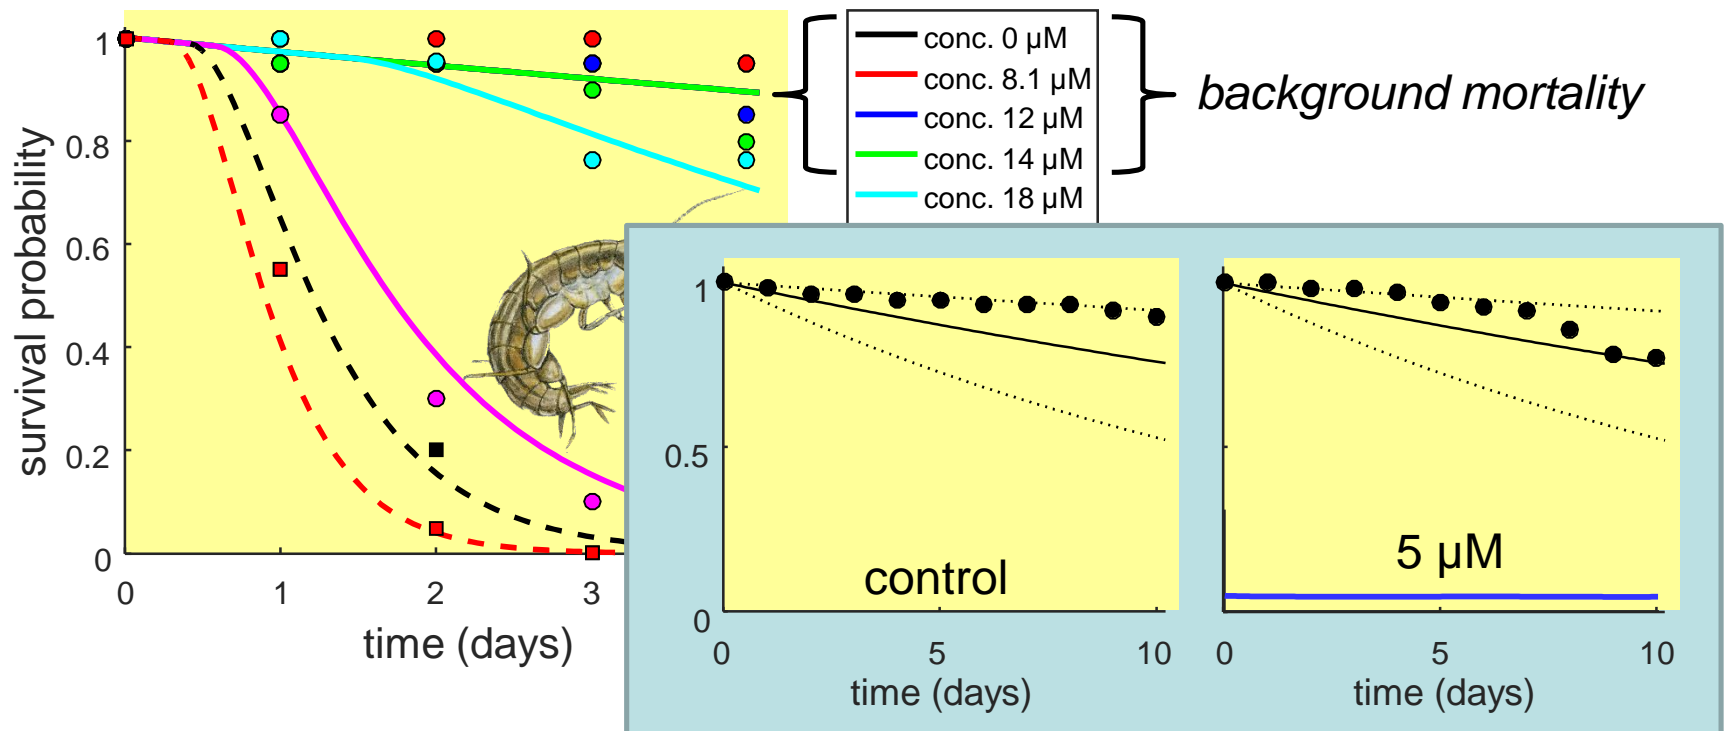 survival probability
1
0.8
0.6
0.4
0.2
0
0
1
2
3
time (days)
conc. 0 µM
conc. 8.1 µM
conc. 12 µM
conc. 14 µM
conc. 18 µM
background mortality
1
0.5
0
control
0
5
10
time (days)
5 µM
0
5
10
time (days)